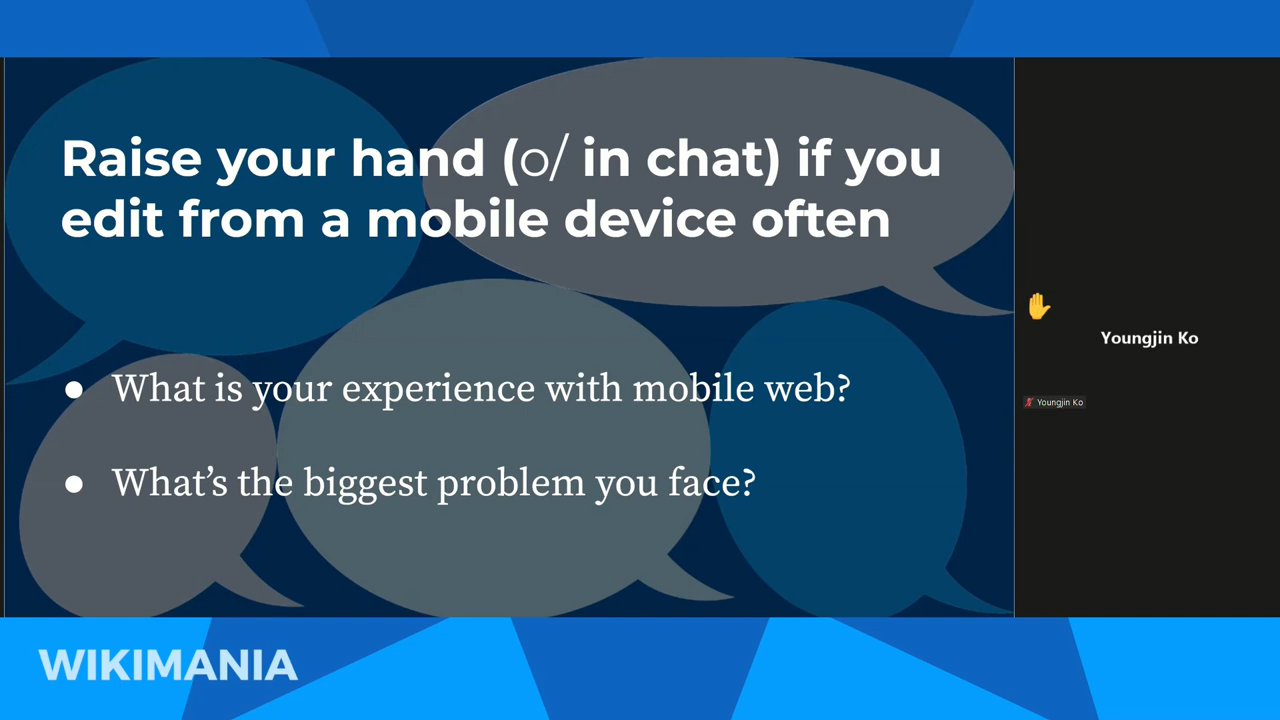 Raise your hand (o/ in chat) if you
edit from a mobile device often
● What is your experience with mobile web?
● What’s the biggest problem you face?
Youngjin Ko
Youngjin Ko
WIKIMANIA